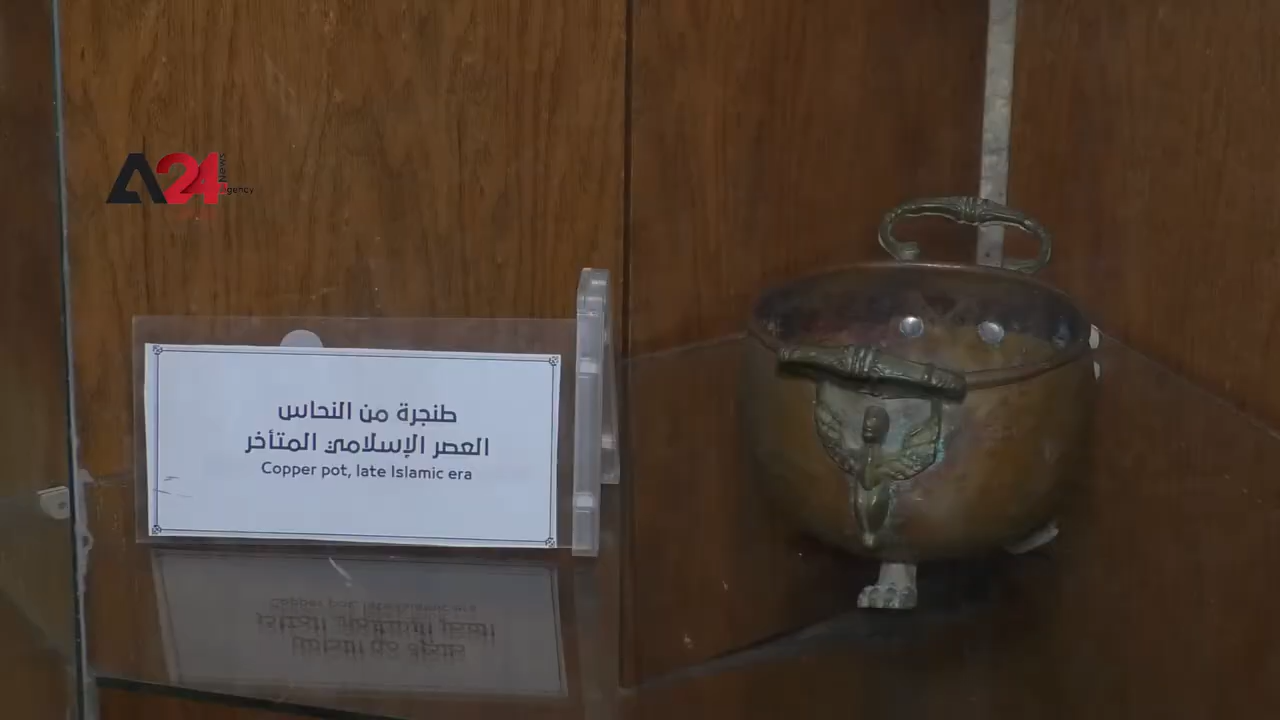 A24 News Agency
طنجرة من النحاس
العصر الإسلامي المتأخر
Copper pot, late Islamic era